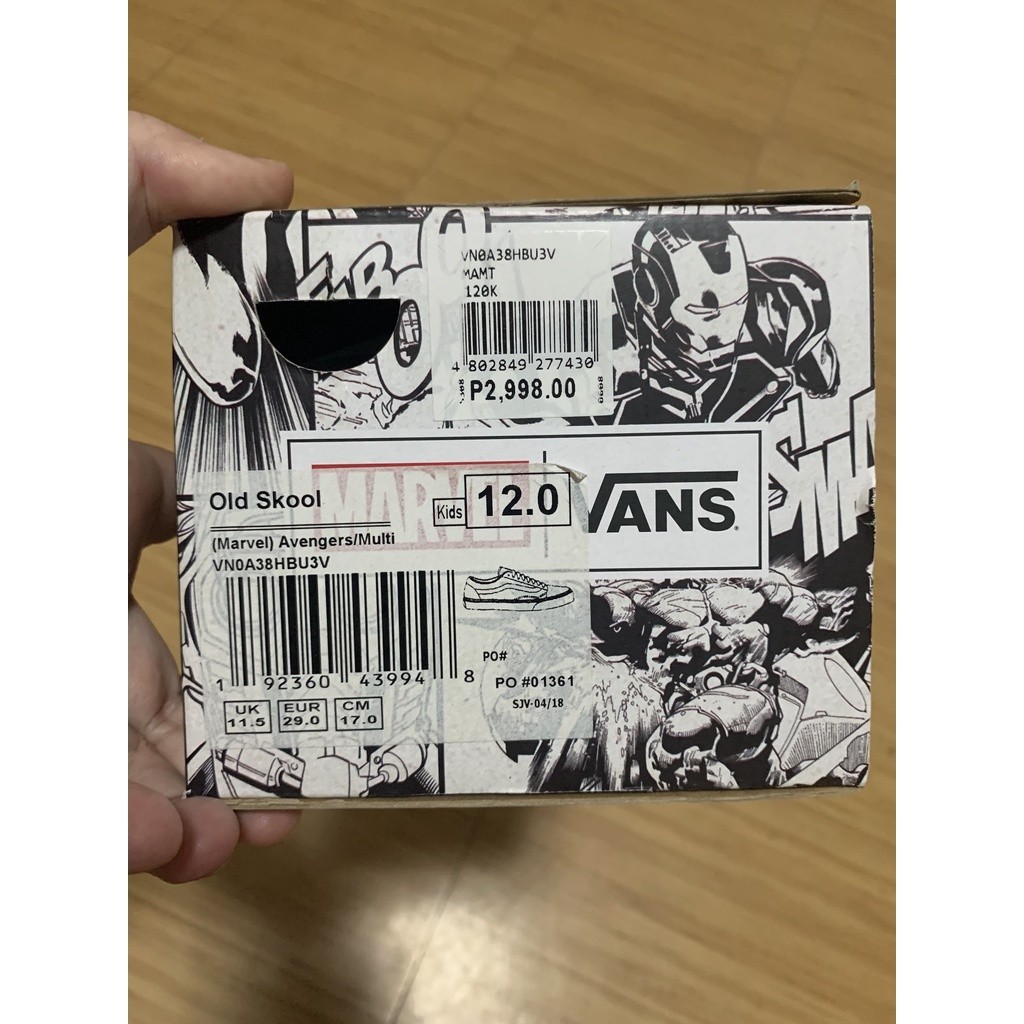 VN0A38HBU3V
MAMT
120K
4 802849 277430
P2,998.00
MARVEL
VANS
Old Skool
Kids
12.0
(Marvel) Avengers/Multi
VN0A38HBU3V
1 92360 43994 8
PO#
PO #01361
SJV-04/18
UK
11.5
EUR
29.0
CM
17.0